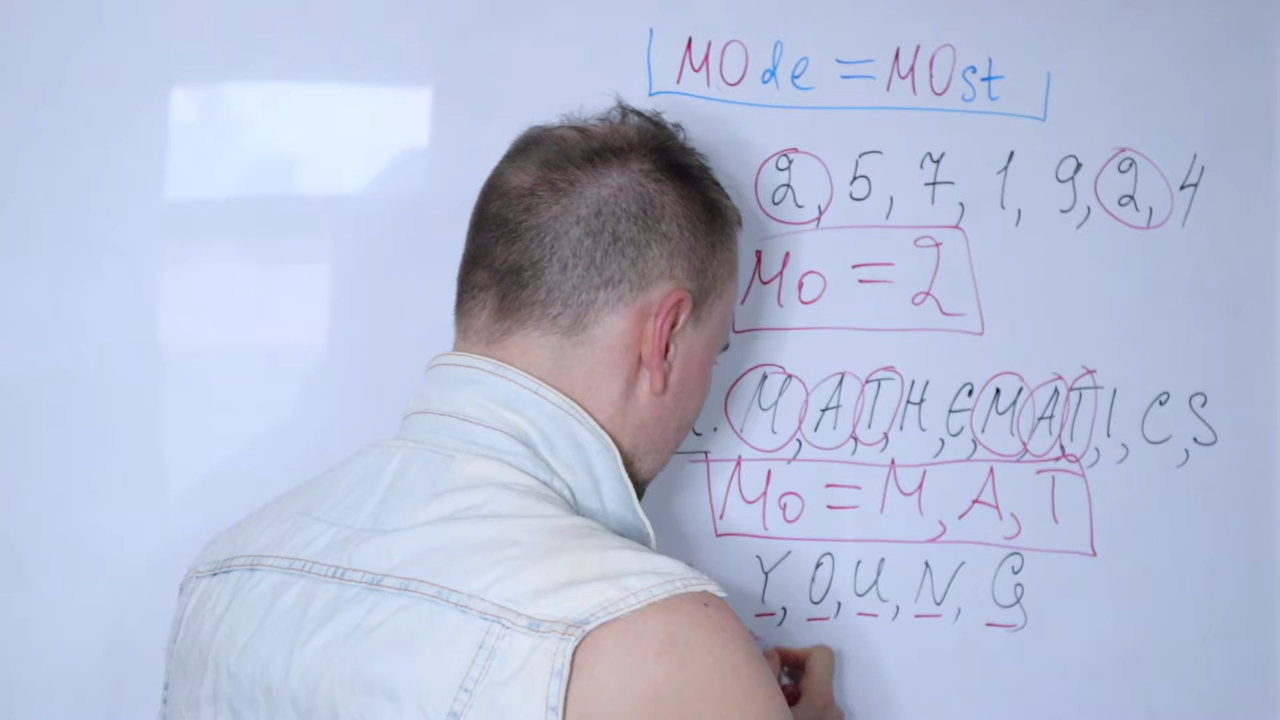 MOde = MOst
2, 5, 7, 1, 9, 2, 4
Mo = 2
M, A, T, H, E, M, A, T, I, C, S
Mo = M, A, T
Y, O, U, N, G